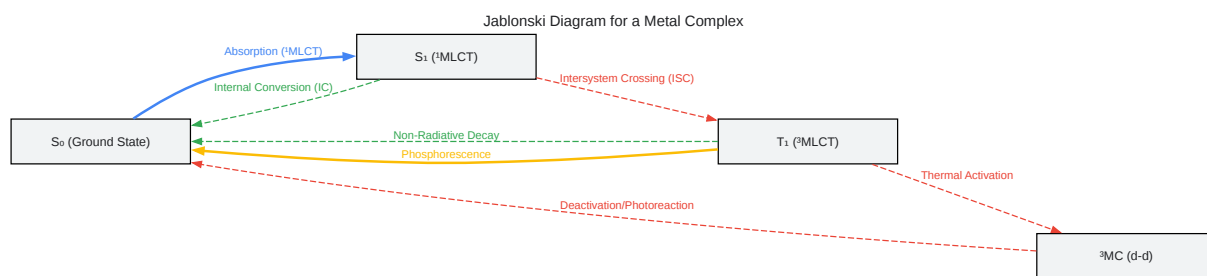 Jablonski Diagram for a Metal Complex
Absorption (¹MLCT)
S₁ (¹MLCT)
Internal Conversion (IC)
Intersystem Crossing (ISC)
S₀ (Ground State)
Non-Radiative Decay
T₁ (³MLCT)
Phosphorescence
Thermal Activation
Deactivation/Photoreaction
³MC (d-d)